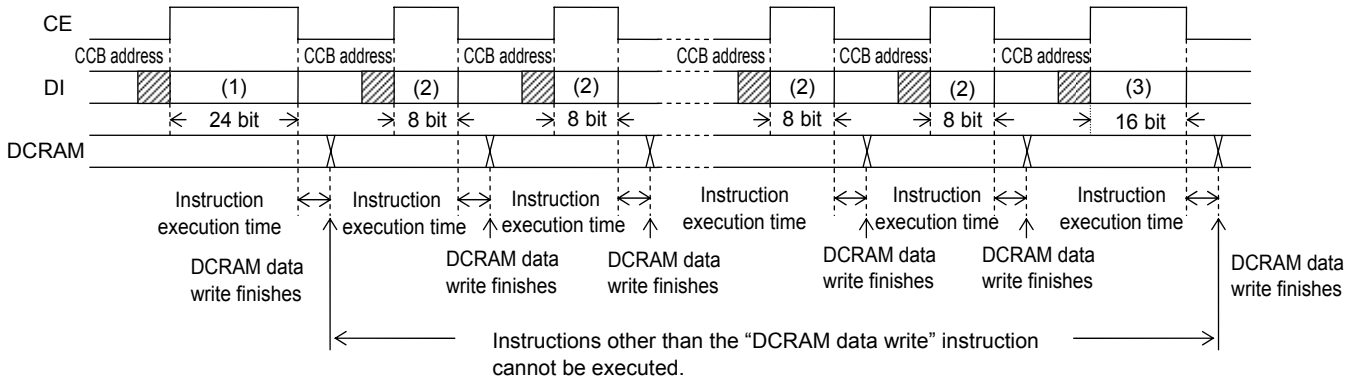 CE
CCB address CCB address CCB address CCB address CCB address CCB address
DI (1) (2) (2) (2) (2) (3)
24 bit 8 bit 8 bit 8 bit 8 bit 16 bit
DCRAM
Instruction execution time
Instruction execution time
Instruction execution time
Instruction execution time
Instruction execution time
Instruction execution time
DCRAM data write finishes
DCRAM data write finishes
DCRAM data write finishes
DCRAM data write finishes
DCRAM data write finishes
DCRAM data write finishes
Instructions other than the “DCRAM data write” instruction
cannot be executed.